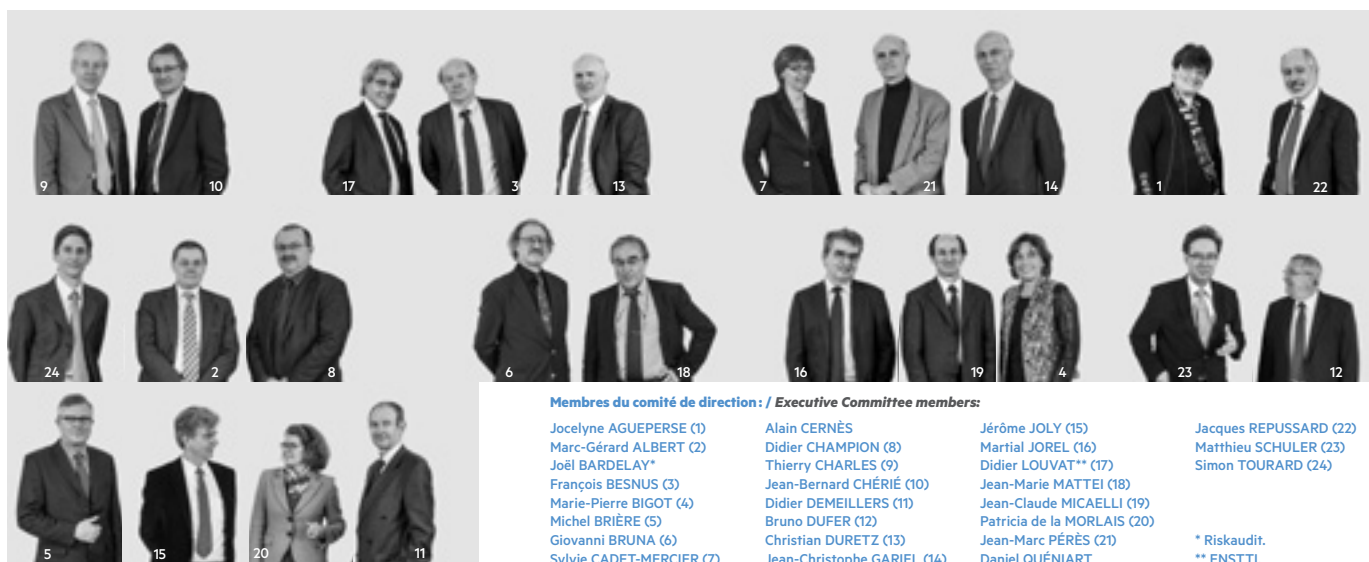 9 10 17 3 13 7 21 14 1 22
24 2 8 6 18 16 19 4 23 12
5 15 20 11
Membres du comité de direction : / Executive Committee members:
Jocelyne AGUEPERSE (1)
Marc-Gérard ALBERT (2)
Joël BARDELAY*
François BESNUS (3)
Marie-Pierre BIGOT (4)
Michel BRIÈRE (5)
Giovanni BRUNA (6)
Sylvie CADET-MERCIER (7)
Alain CERNÈS
Didier CHAMPION (8)
Thierry CHARLES (9)
Jean-Bernard CHÉRIÉ (10)
Didier DEMEILLERS (11)
Bruno DUFER (12)
Christian DURETZ (13)
Jean-Christophe GARIEL (14)
Jérôme JOLY (15)
Martial JOREL (16)
Didier LOUVAT** (17)
Jean-Marie MATTEI (18)
Jean-Claude MICAELLI (19)
Patricia de la MORLAIS (20)
Jean-Marc PÉRÈS (21)
Daniel QUÉNIART
Jacques REPUSSARD (22)
Matthieu SCHULER (23)
Simon TOURARD (24)
* Riskaudit.
** ENSTTI.